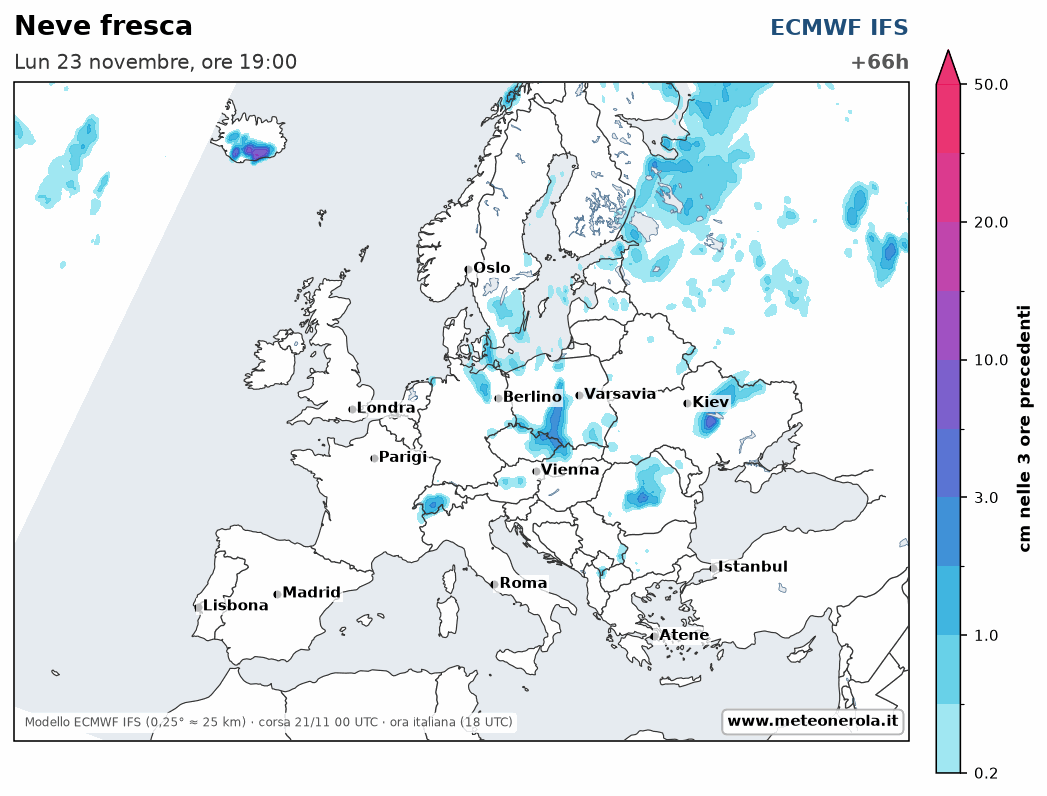 Neve fresca
ECMWF IFS
Lun 23 novembre, ore 19:00
+66h
50.0
20.0
10.0
3.0
1.0
0.2
cm nelle 3 ore precedenti
Oslo
Berlino
Varsavia
Kiev
Londra
Parigi
Vienna
Istanbul
Roma
Madrid
Lisbona
Atene
Modello ECMWF IFS (0,25° ≈ 25 km) · corsa 21/11 00 UTC · ora italiana (18 UTC)
www.meteonerola.it